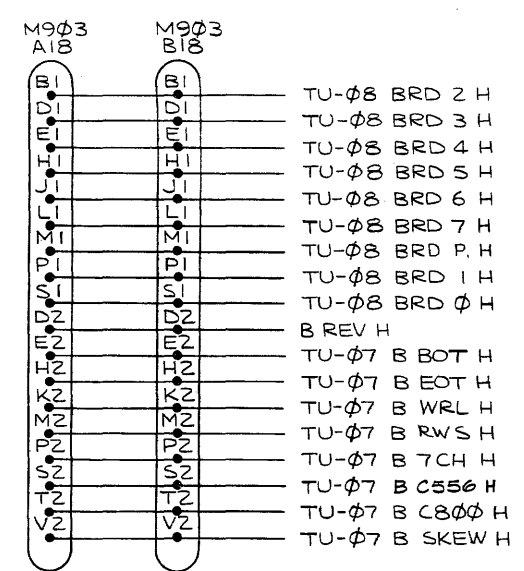 M9Ø3 M9Ø3
A18 B18
B1 B1 TU-Ø8 BRD 2 H
D1 D1 TU-Ø8 BRD 3 H
E1 E1 TU-Ø8 BRD 4 H
H1 H1 TU-Ø8 BRD 5 H
J1 J1 TU-Ø8 BRD 6 H
L1 L1 TU-Ø8 BRD 7 H
M1 M1 TU-Ø8 BRD P. H
P1 P1 TU-Ø8 BRD 1 H
S1 S1 TU-Ø8 BRD Ø H
D2 D2 B REV H
E2 E2 TU-Ø7 B BOT H
H2 H2 TU-Ø7 B EOT H
K2 K2 TU-Ø7 B WRL H
M2 M2 TU-Ø7 B RWS H
P2 P2 TU-Ø7 B 7CH H
S2 S2 TU-Ø7 B C556 H
T2 T2 TU-Ø7 B C8ØØ H
V2 V2 TU-Ø7 B SKEW H